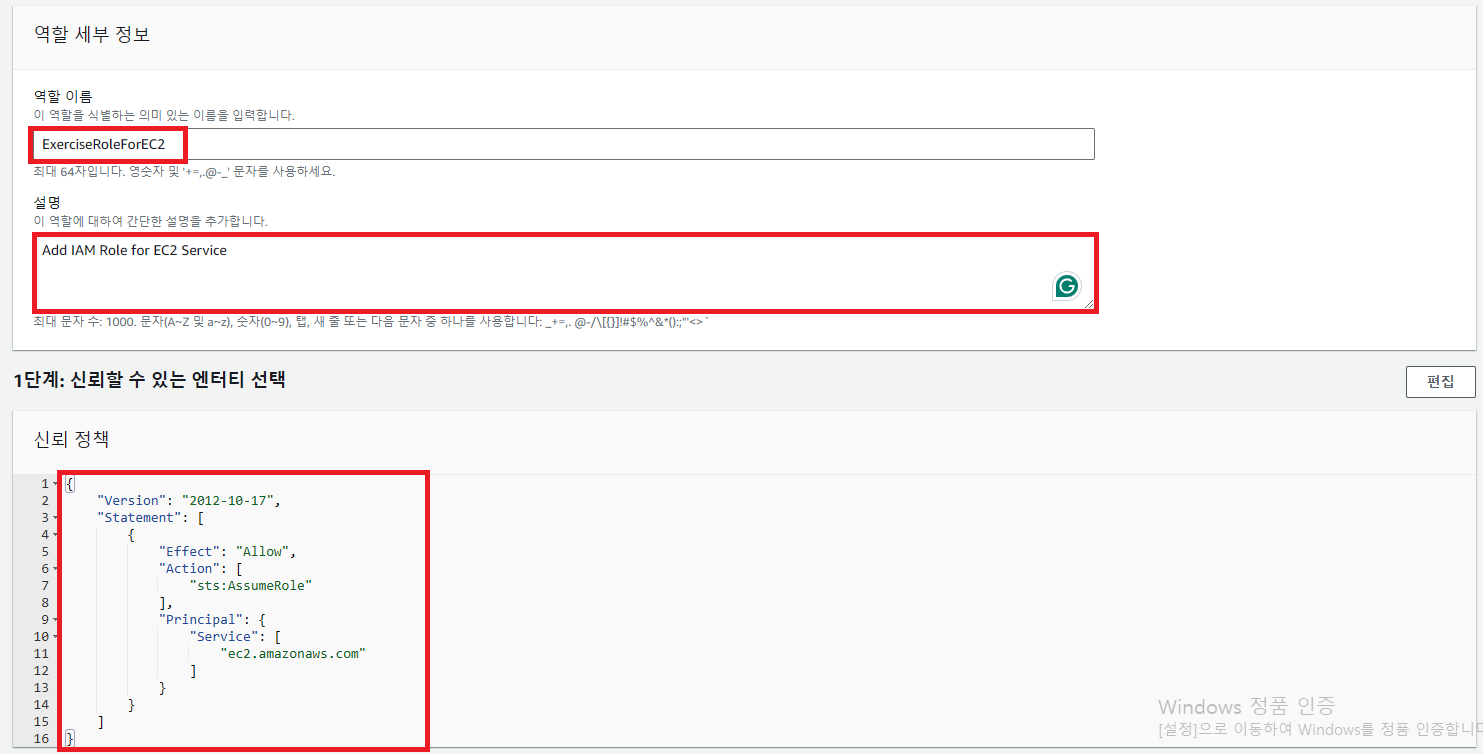 역할 세부 정보
역할 이름
이 역할을 식별하는 의미 있는 이름을 입력합니다.
ExerciseRoleForEC2
최대 64자입니다. 영숫자 및 '+=,.@-_' 문자를 사용하세요.
설명
이 역할에 대하여 간단한 설명을 추가합니다.
Add IAM Role for EC2 Service
최대 문자 수: 1000. 문자(A~Z 및 a~z), 숫자(0~9), 탭, 새 줄 또는 다음 문자 중 하나를 사용합니다: _+=,. @-/\[{}]!#$%^&*();:"'<>`
1단계: 신뢰할 수 있는 엔터티 선택
편집
신뢰 정책
1 {
2 "Version": "2012-10-17",
3 "Statement": [
4 {
5 "Effect": "Allow",
6 "Action": [
7 "sts:AssumeRole"
8 ],
9 "Principal": {
10 "Service": [
11 "ec2.amazonaws.com"
12 ]
13 }
14 }
15 ]
16 }
Windows 정품 인증
[설정]으로 이동하여 Windows를 정품 인증합니다